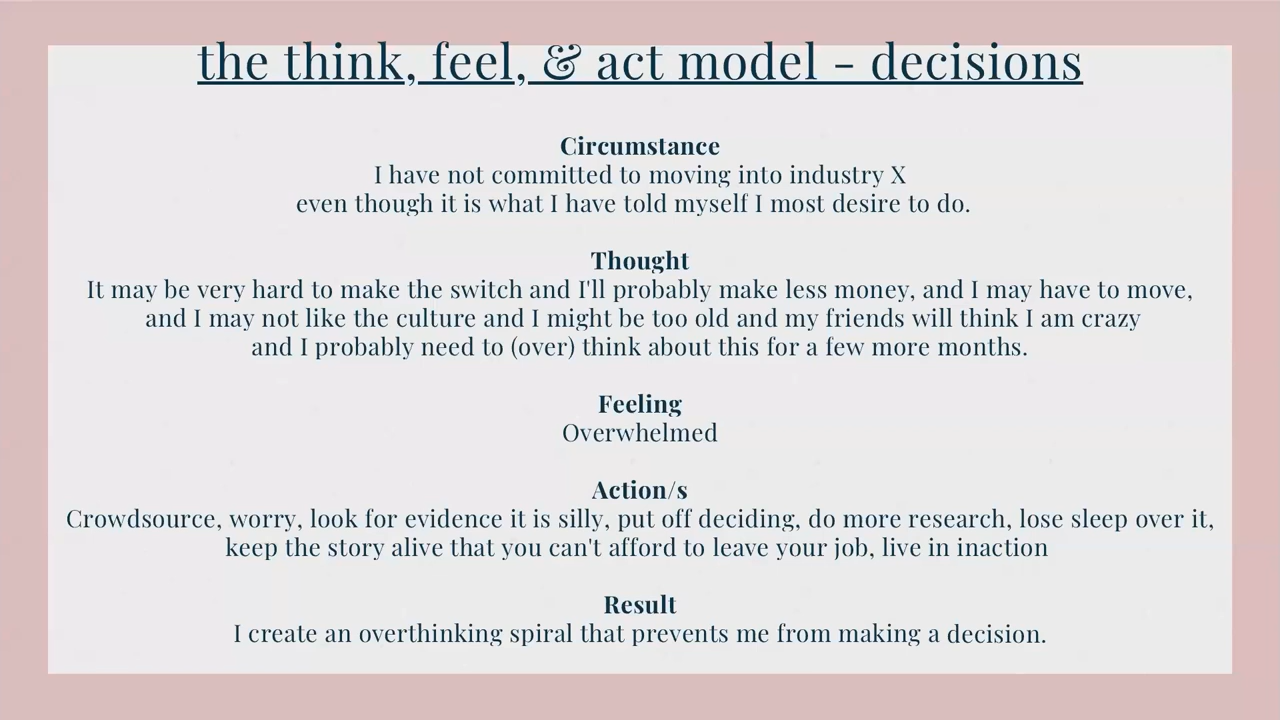 the think, feel, & act model - decisions
Circumstance
I have not committed to moving into industry X
even though it is what I have told myself I most desire to do.
Thought
It may be very hard to make the switch and I'll probably make less money, and I may have to move,
and I may not like the culture and I might be too old and my friends will think I am crazy
and I probably need to (over) think about this for a few more months.
Feeling
Overwhelmed
Action/s
Crowdsource, worry, look for evidence it is silly, put off deciding, do more research, lose sleep over it,
keep the story alive that you can't afford to leave your job, live in inaction
Result
I create an overthinking spiral that prevents me from making a decision.